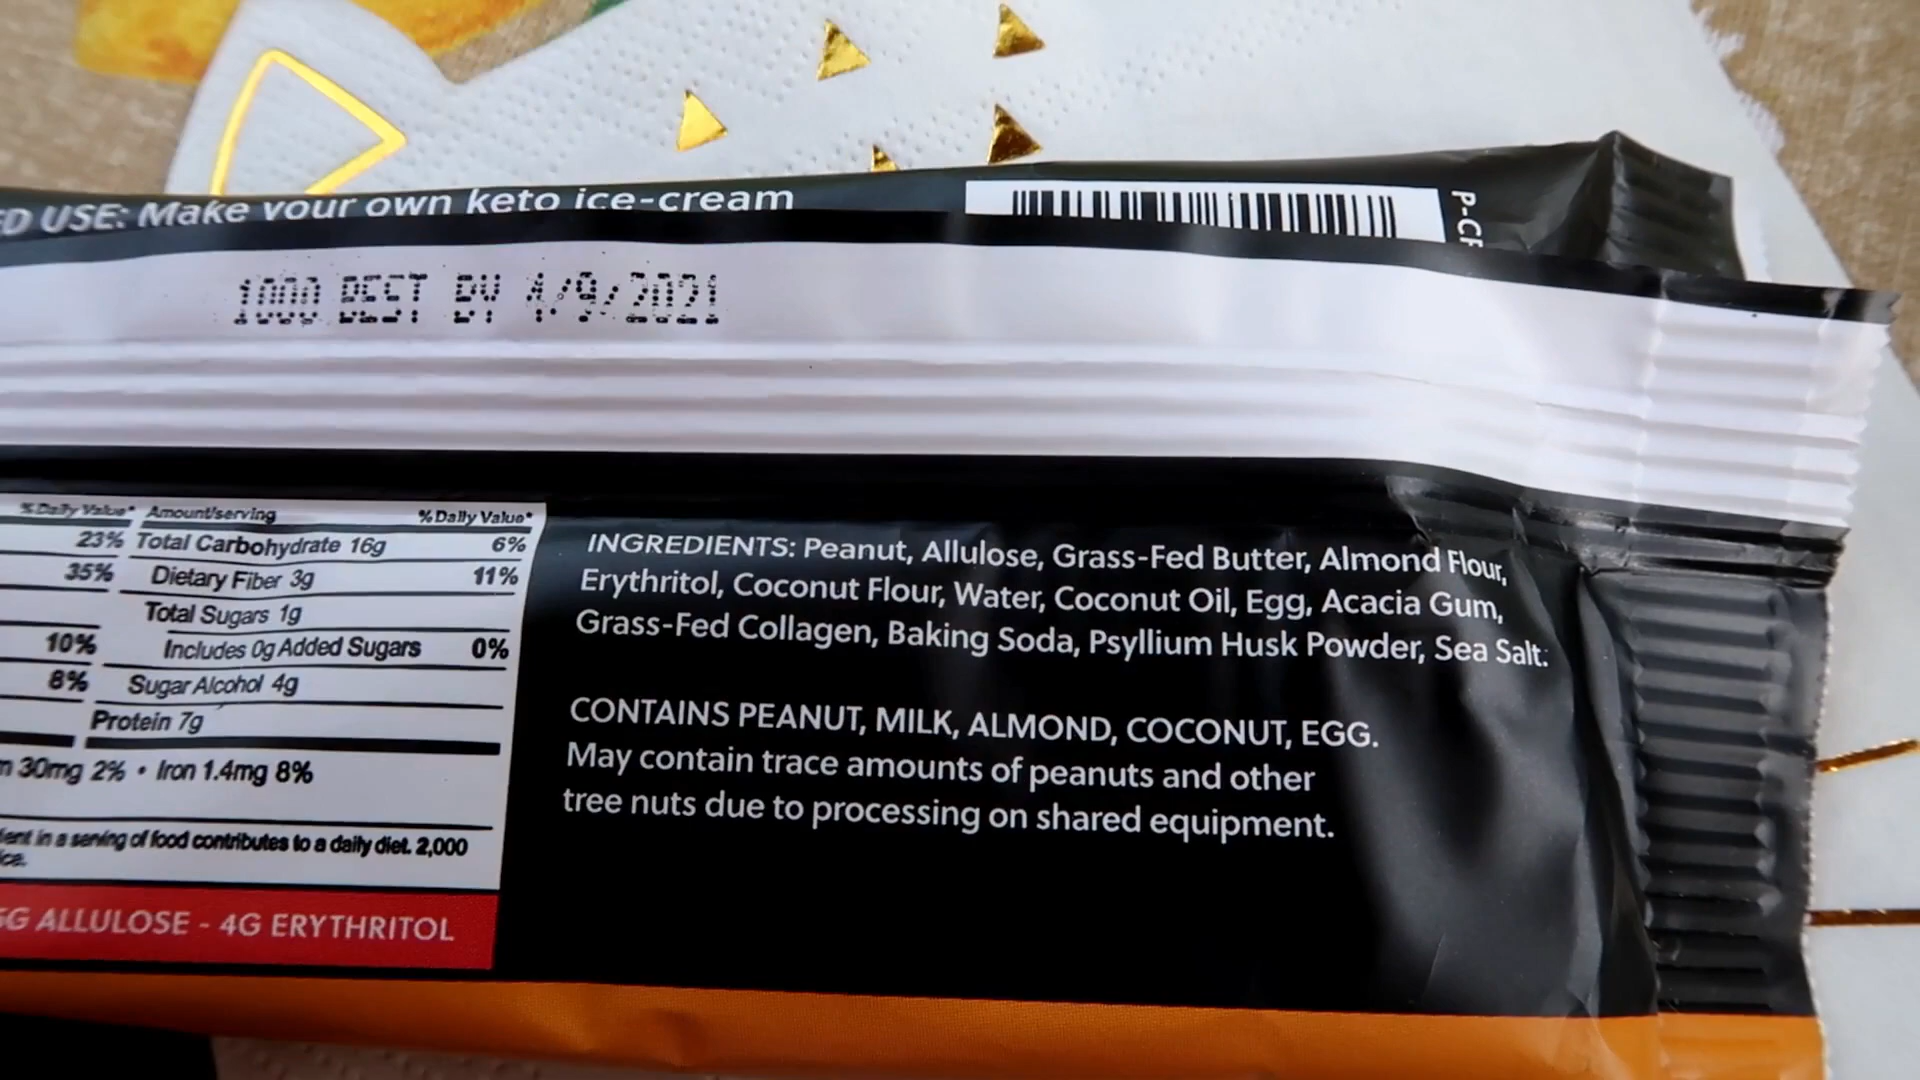 ED USE: Make your own keto ice-cream
P-CF
1000 BEST BY 4/9/2021
% Daily Value* Amount/serving % Daily Value*
23% Total Carbohydrate 16g 6%
35% Dietary Fiber 3g 11%
Total Sugars 1g
10% Includes 0g Added Sugars 0%
8% Sugar Alcohol 4g
Protein 7g
30mg 2% • Iron 1.4mg 8%
in a serving of food contributes to a daily diet. 2,000
ALLULOSE - 4G ERYTHRITOL
INGREDIENTS: Peanut, Allulose, Grass-Fed Butter, Almond Flour,
Erythritol, Coconut Flour, Water, Coconut Oil, Egg, Acacia Gum,
Grass-Fed Collagen, Baking Soda, Psyllium Husk Powder, Sea Salt.
CONTAINS PEANUT, MILK, ALMOND, COCONUT, EGG.
May contain trace amounts of peanuts and other
tree nuts due to processing on shared equipment.